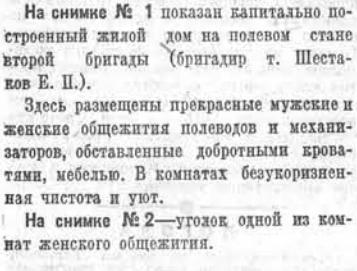 На снимке № 1 показан капитально по-
строенный жилой дом на полевом стане
второй бригады (бригадир т. Шеста-
ков Е. П.).
Здесь размещены прекрасные мужские и
женские общежития полеводов и механи-
заторов, обставленные добротными крова-
тями, мебелью. В комнатах безукоризнен-
ная чистота и уют.
На снимке № 2—уголок одной из ком-
нат женского общежития.